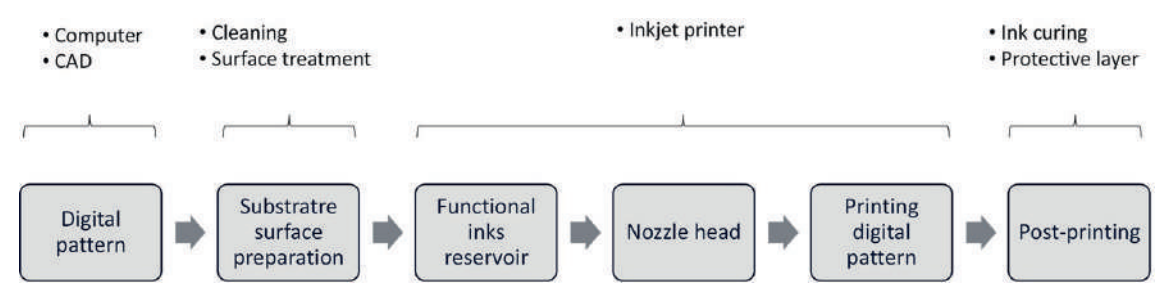 • Computer
• CAD
• Cleaning
• Surface treatment
• Inkjet printer
• Ink curing
• Protective layer
Digital
pattern
Substratre
surface
preparation
Functional
inks
reservoir
Nozzle head
Printing
digital
pattern
Post-printing